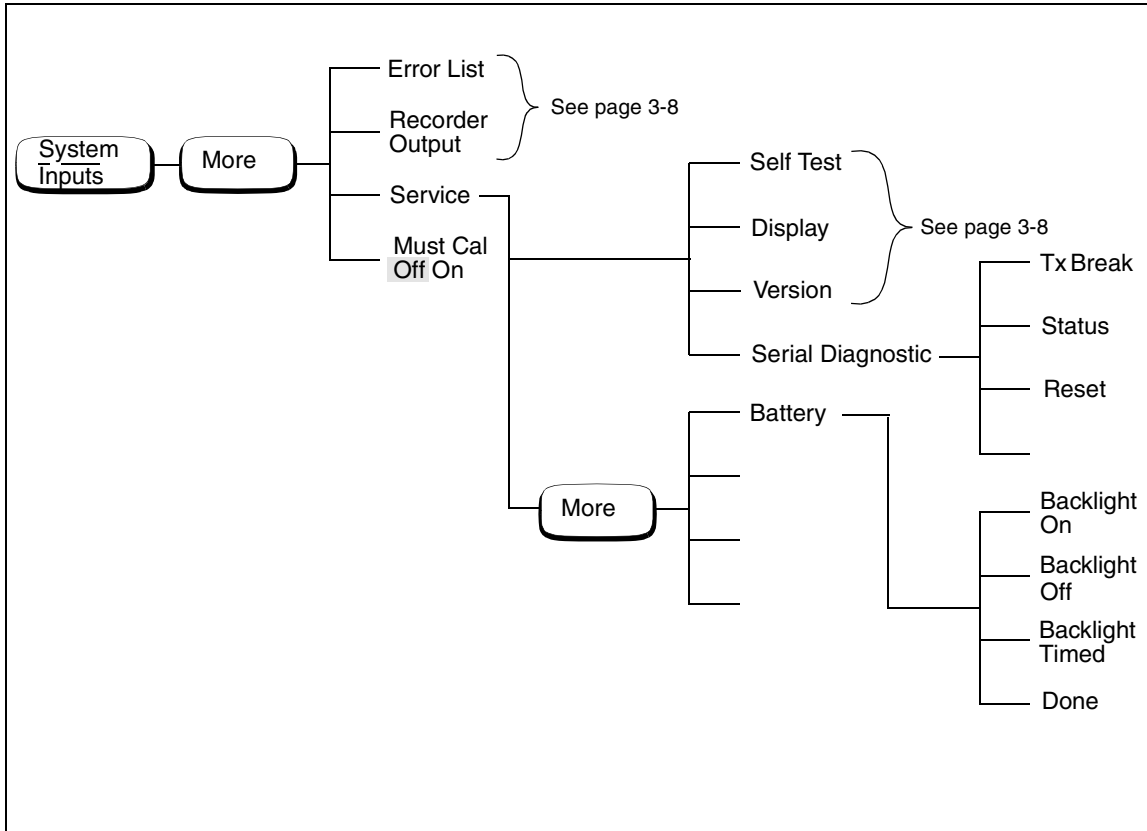 Error List
See page 3-8
Recorder
Output
System
Inputs
More
Service
Must Cal
Off On
Self Test
Display
See page 3-8
Version
Serial Diagnostic
Tx Break
Status
Reset
Battery
More
Backlight
On
Backlight
Off
Backlight
Timed
Done